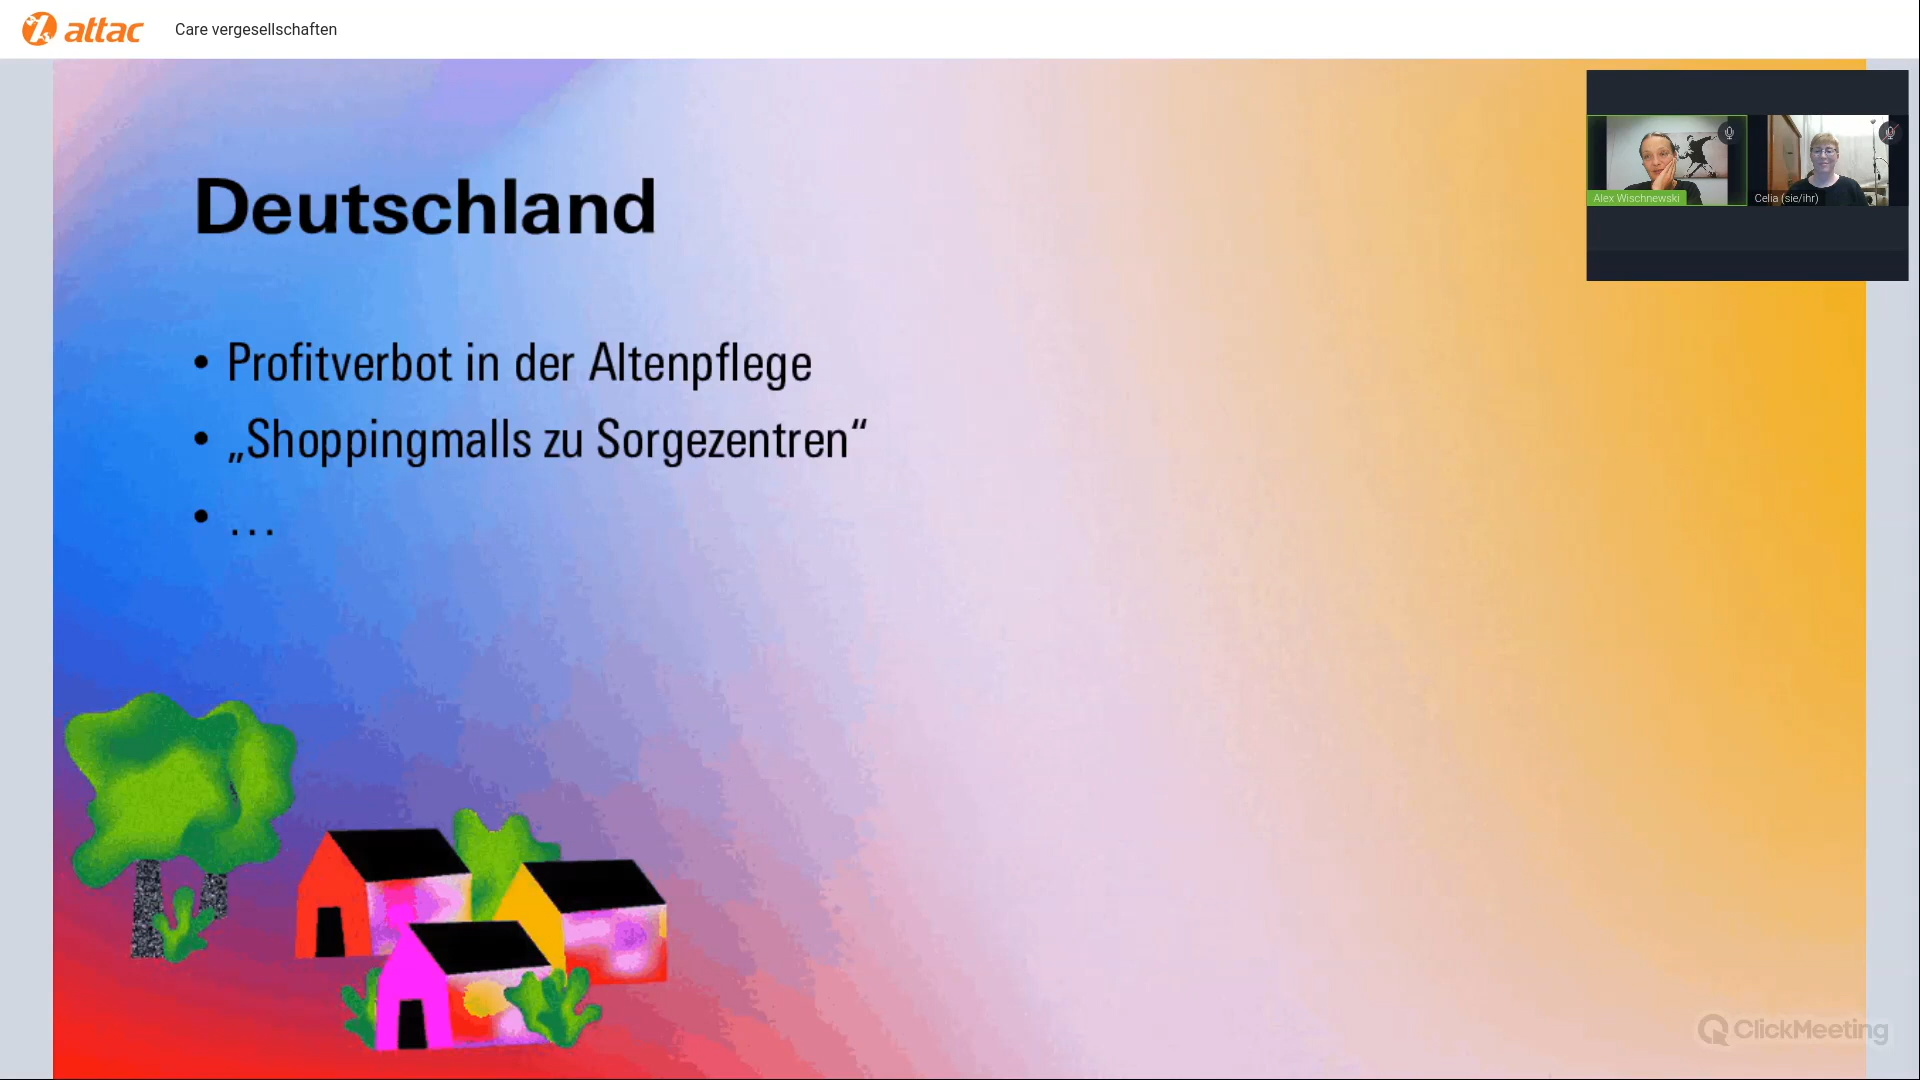 attac
Care vergesellschaften
Alex Wischnewski
Celia (sie/ihr)
Deutschland
• Profitverbot in der Altenpflege
• „Shoppingmalls zu Sorgezentren“
• …
ClickMeeting